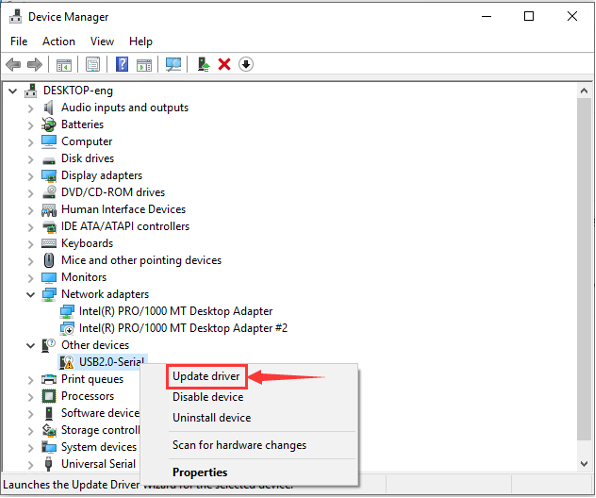 Device Manager
File Action View Help
DESKTOP-eng
Audio inputs and outputs
Batteries
Computer
Disk drives
Display adapters
DVD/CD-ROM drives
Human Interface Devices
IDE ATA/ATAPI controllers
Keyboards
Mice and other pointing devices
Monitors
Network adapters
Intel(R) PRO/1000 MT Desktop Adapter
Intel(R) PRO/1000 MT Desktop Adapter #2
Other devices
USB2.0-Serial
Update driver
Print queues
Disable device
Processors
Uninstall device
Software device
Storage controll
Scan for hardware changes
System devices
Universal Serial
Properties
Launches the Update Driver Wizard for the selected device.